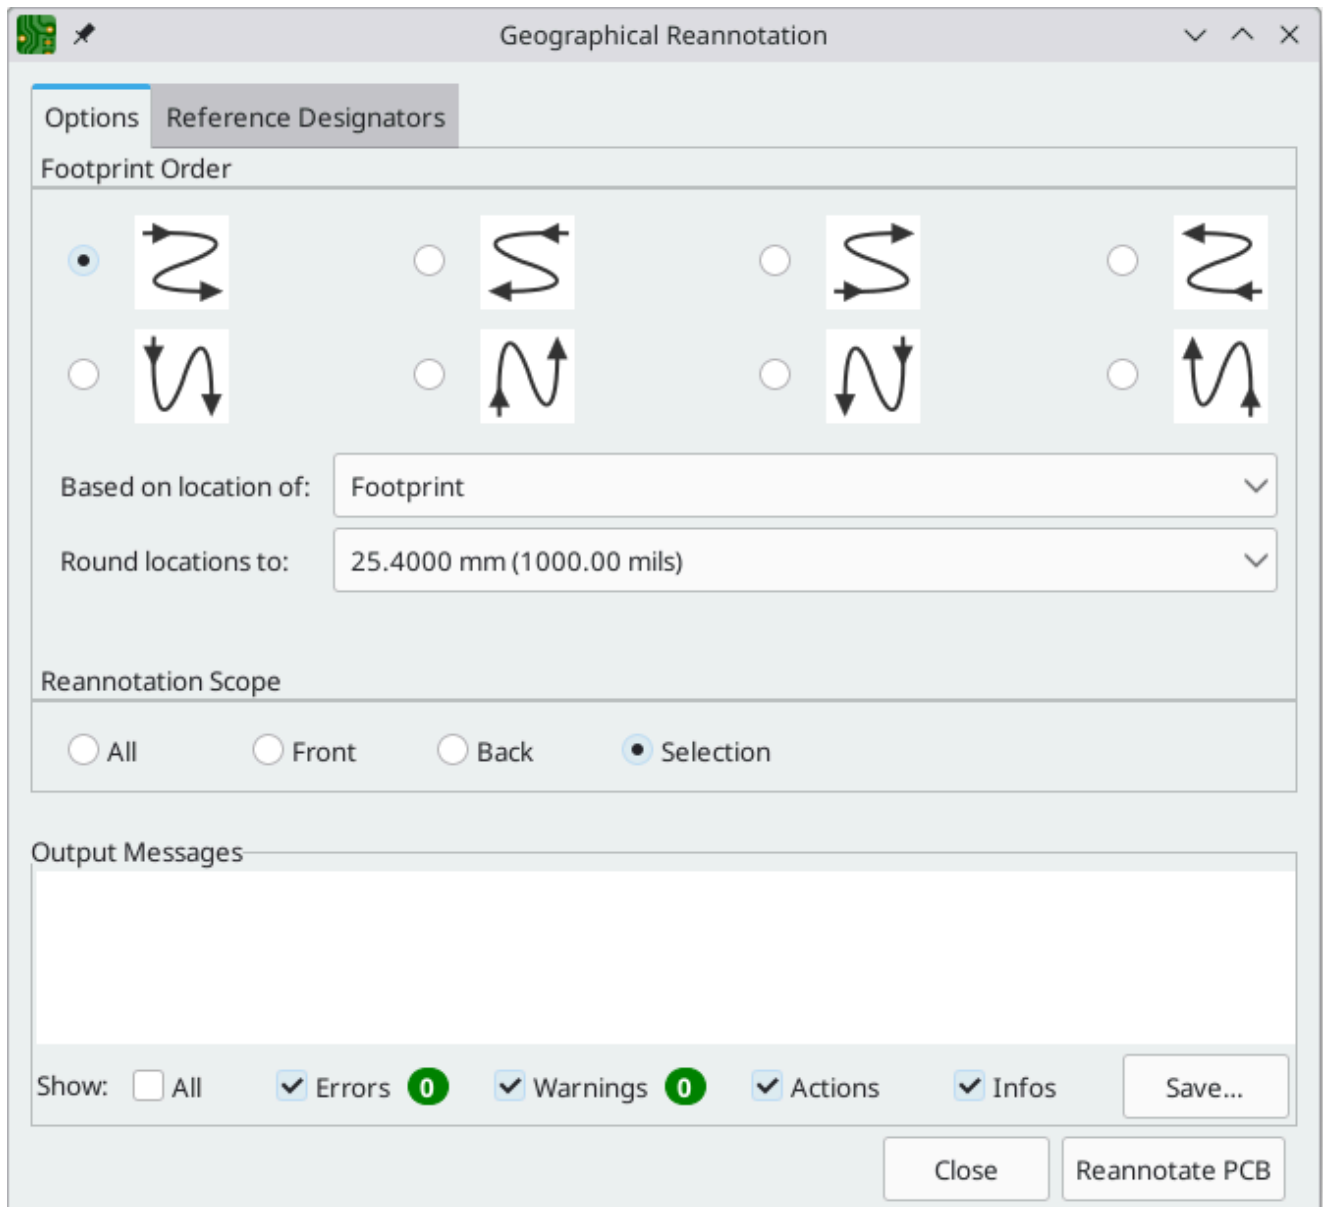 Geographical Reannotation
Options Reference Designators
Footprint Order
Based on location of: Footprint
Round locations to: 25.4000 mm (1000.00 mils)
Reannotation Scope
All Front Back Selection
Output Messages
Show: All Errors 0 Warnings 0 Actions Infos Save...
Close Reannotate PCB